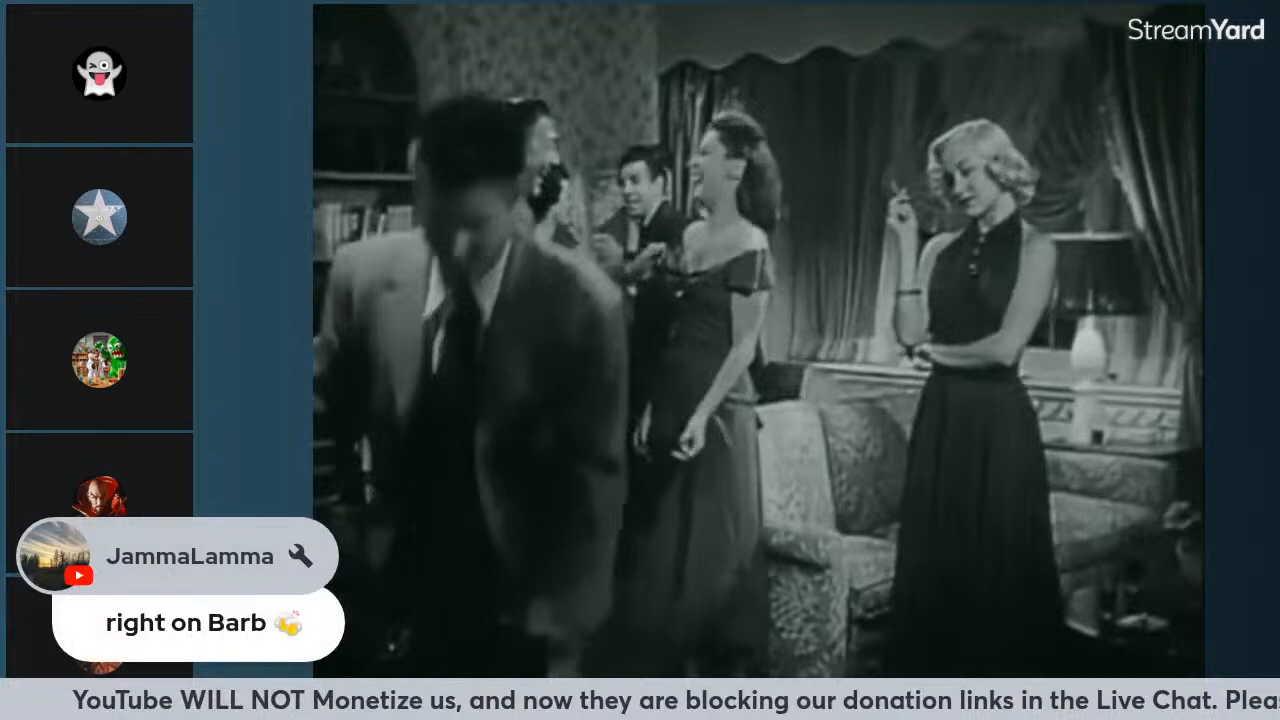 StreamYard
JammaLamma
right on Barb
YouTube WILL NOT Monetize us, and now they are blocking our donation links in the Live Chat. Plea